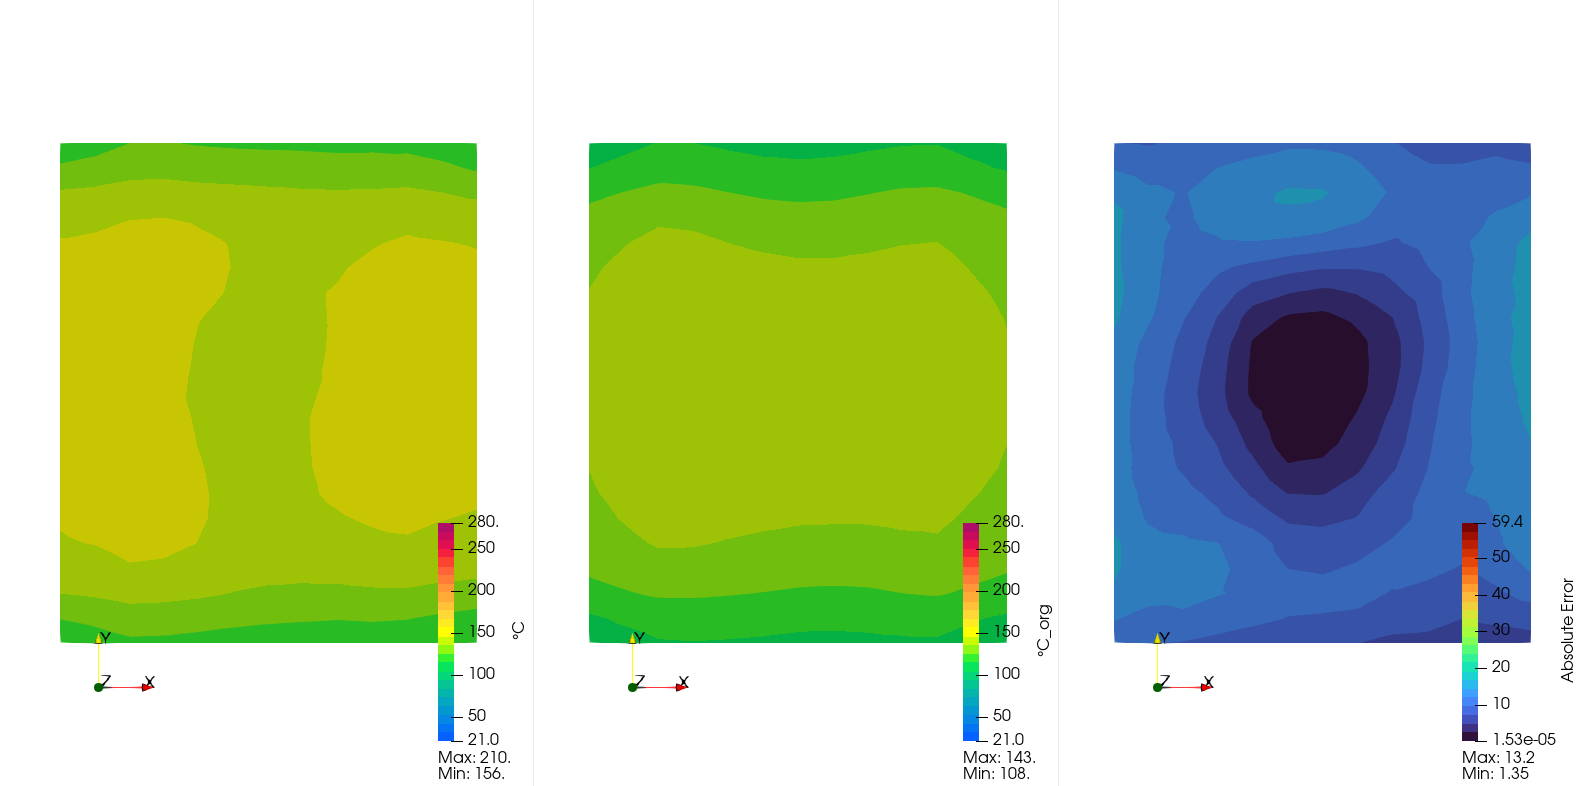 280.
250
200
150
100
50
21.0
°C
Max: 210.
Min: 156.
Y
Z
X
280.
250
200
150
100
50
21.0
°C_org
Max: 143.
Min: 108.
Y
Z
X
59.4
50
40
30
20
10
1.53e-05
Absolute Error
Max: 13.2
Min: 1.35
Y
Z
X